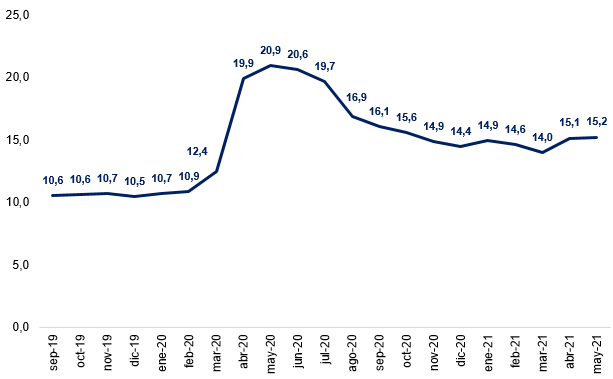 25,0
20,0
15,0
10,0
5,0
0,0
10,6
10,6
10,7
10,5
10,7
10,9
12,4
19,9
20,9
20,6
19,7
16,9
16,1
15,6
14,9
14,4
14,9
14,6
14,0
15,1
15,2
sep-19
oct-19
nov-19
dic-19
ene-20
feb-20
mar-20
abr-20
may-20
jun-20
jul-20
ago-20
sep-20
oct-20
nov-20
dic-20
ene-21
feb-21
mar-21
abr-21
may-21